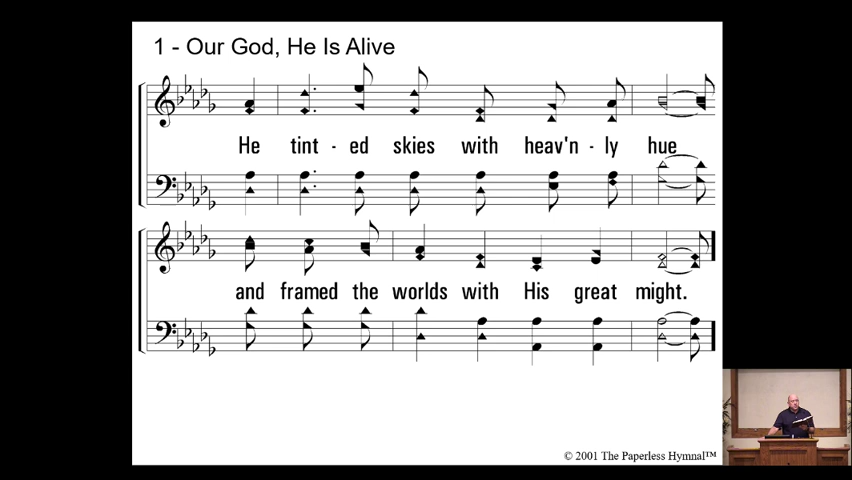 1 - Our God, He Is Alive
He tint - ed skies with heav'n - ly hue
and framed the worlds with His great might.
© 2001 The Paperless Hymnal™